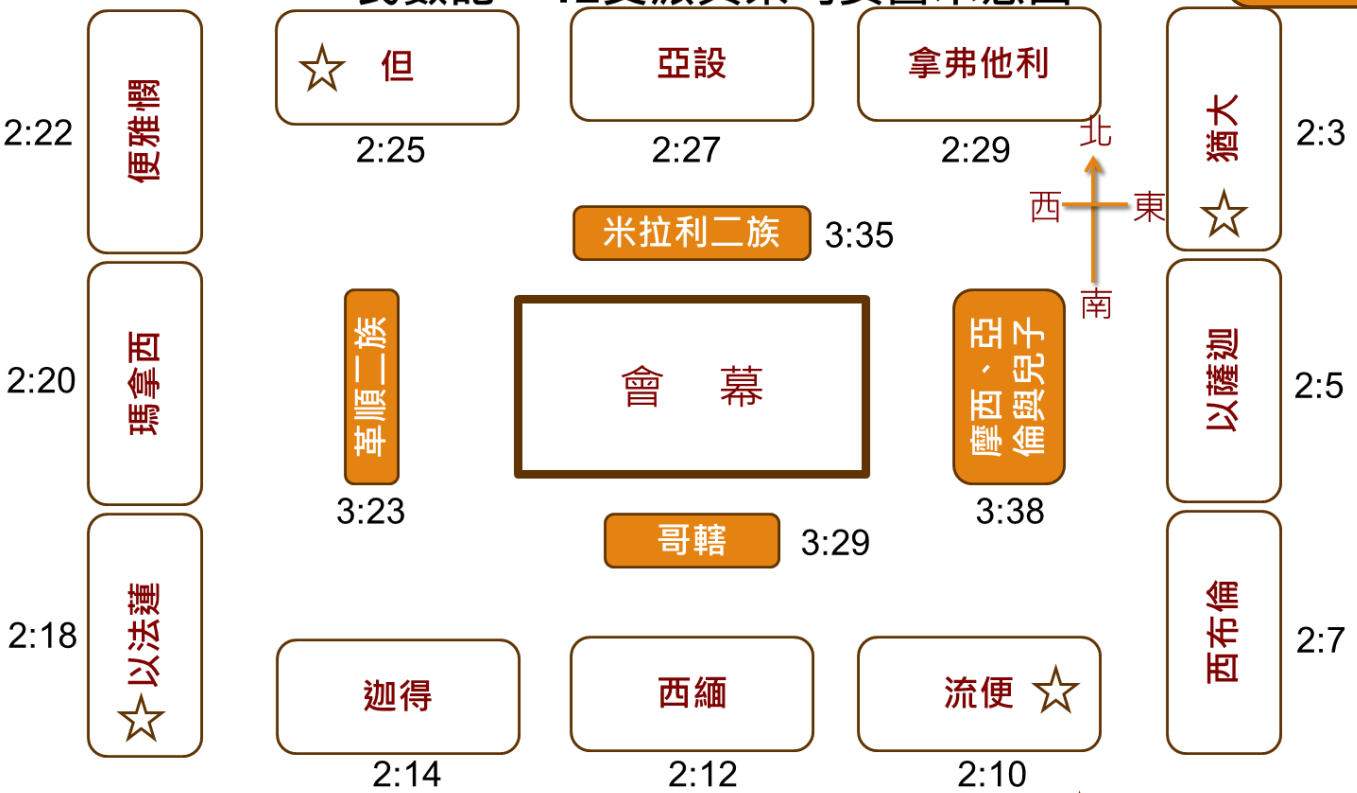 便雅憫
2:22
瑪拿西
2:20
以法蓮
2:18
但
2:25
亞設
2:27
拿弗他利
2:29
北
西
東
南
猶大
2:3
以薩迦
2:5
西布倫
2:7
米拉利二族
3:35
革順二族
3:23
會 幕
摩西、亞
倫與兒子
3:38
哥轄
3:29
迦得
2:14
西緬
2:12
流便
2:10